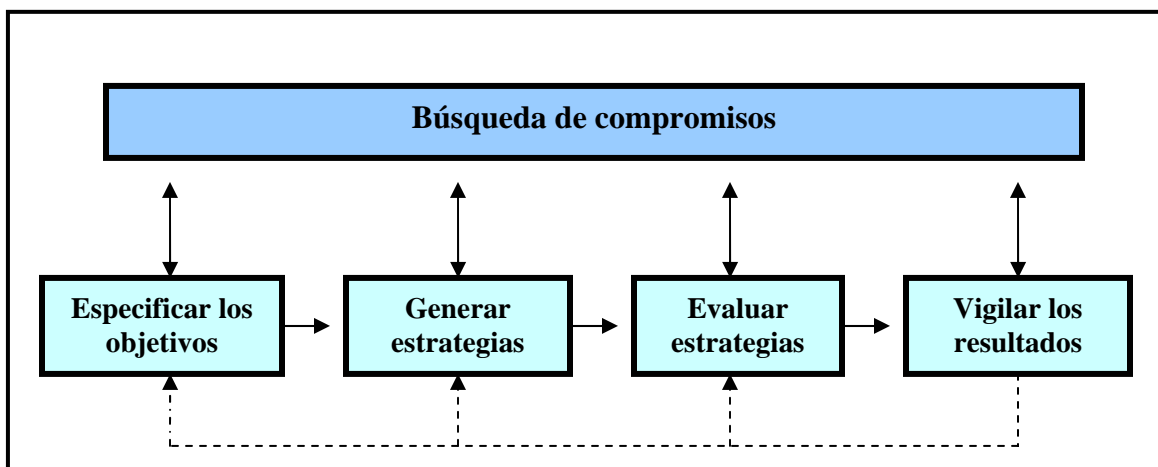 Búsqueda de compromisos
Especificar los
objetivos
Generar
estrategias
Evaluar
estrategias
Vigilar los
resultados